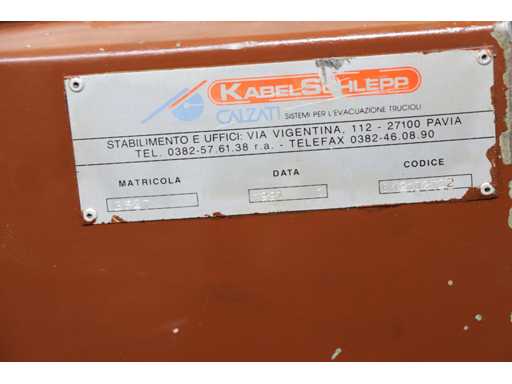 KABELSCHLEPP
CALZATI SISTEMI PER L'EVACUAZIONE TRUCIOLI
STABILIMENTO E UFFICI: VIA VIGENTINA, 112 - 27100 PAVIA
TEL. 0382-57.61.38 r.a. - TELEFAX 0382-46.08.90
MATRICOLA DATA CODICE